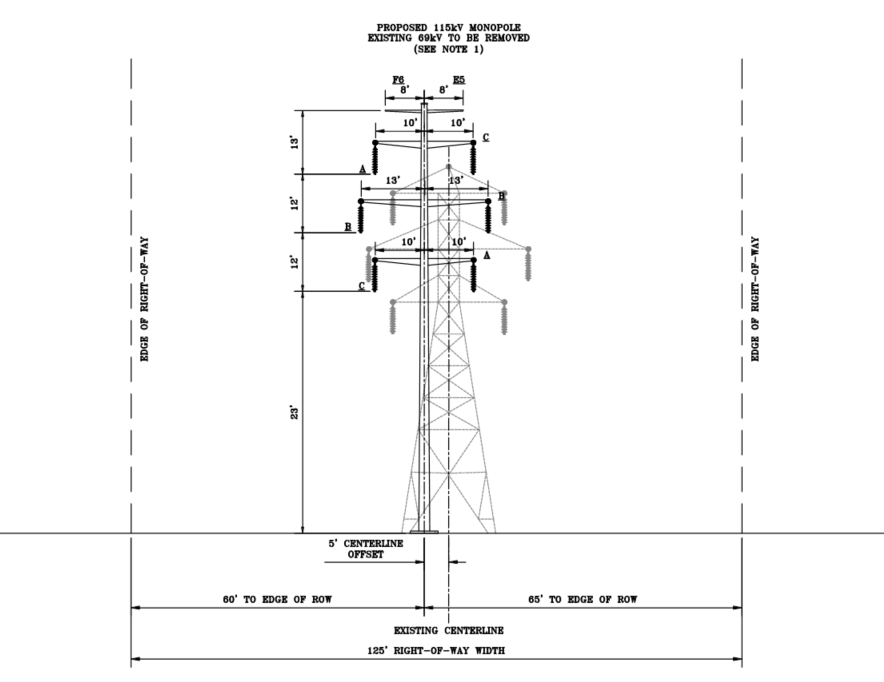 PROPOSED 115kV MONOPOLE
EXISTING 69kV TO BE REMOVED
(SEE NOTE 1)
F6 E5
8' 8'
10' 10'
C
13'
A
13' 13'
B
12'
B
10' 10'
A
12'
C
EDGE OF RIGHT-OF-WAY
EDGE OF RIGHT-OF-WAY
23'
5' CENTERLINE
OFFSET
60' TO EDGE OF ROW 65' TO EDGE OF ROW
EXISTING CENTERLINE
125' RIGHT-OF-WAY WIDTH